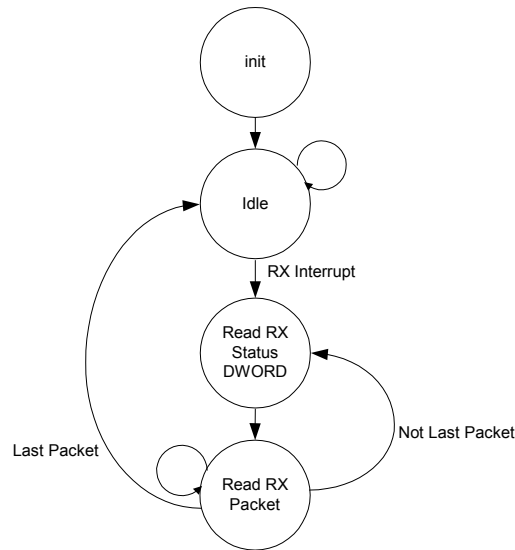 init
Idle
RX Interrupt
Read RX
Status
DWORD
Not Last Packet
Last Packet
Read RX
Packet